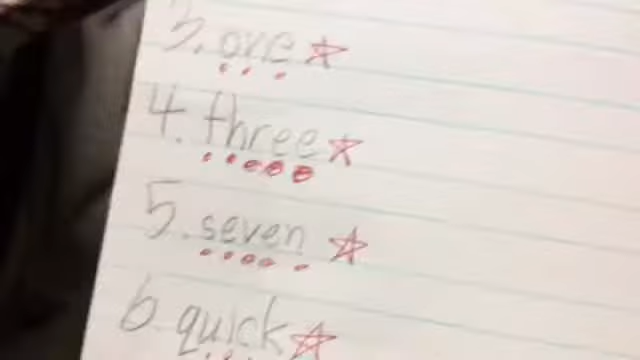 3. one
4. three
5. seven
6. quick